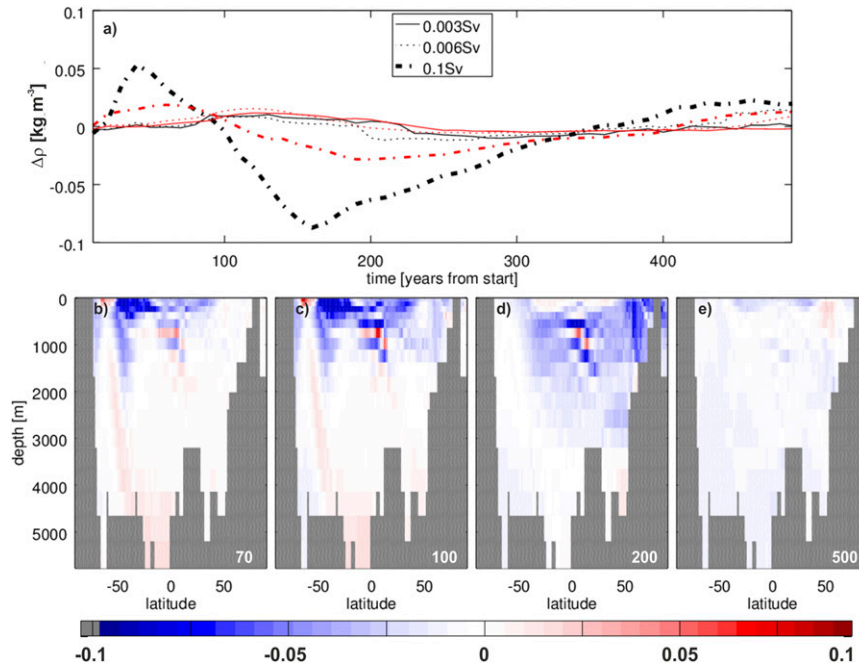 0.1
a)
0.003Sv
0.006Sv
0.1Sv
0.05
0
-0.05
-0.1
Δρ [kg m⁻³]
100 200 300 400
time [years from start]
b) c) d) e)
0
1000
2000
3000
4000
5000
depth [m]
70 100 200 500
-50 0 50 -50 0 50 -50 0 50 -50 0 50
latitude latitude latitude latitude
-0.1 -0.05 0 0.05 0.1